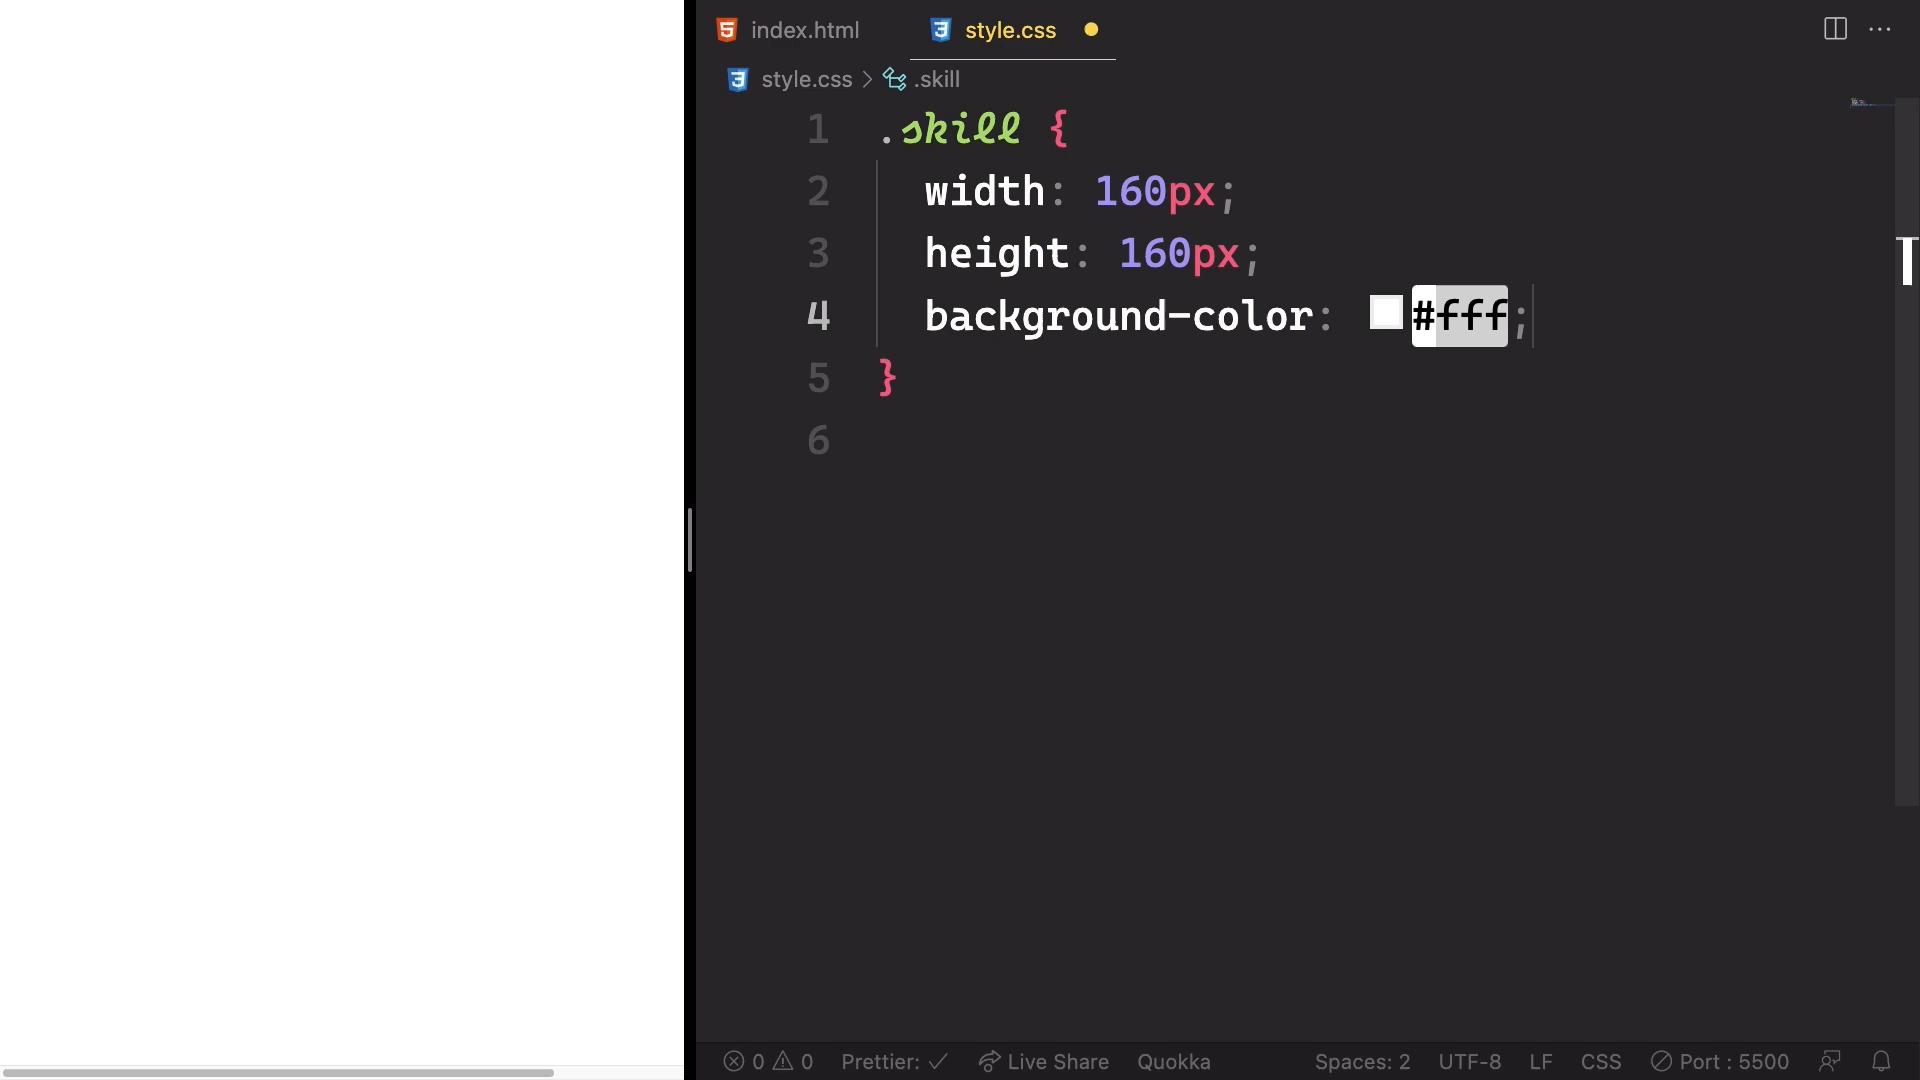 index.html
style.css
style.css > .skill
1 .skill {
2 width: 160px;
3 height: 160px;
4 background-color: #fff;
5 }
6
0 0 Prettier: ✓ Live Share Quokka Spaces: 2 UTF-8 LF CSS Port : 5500